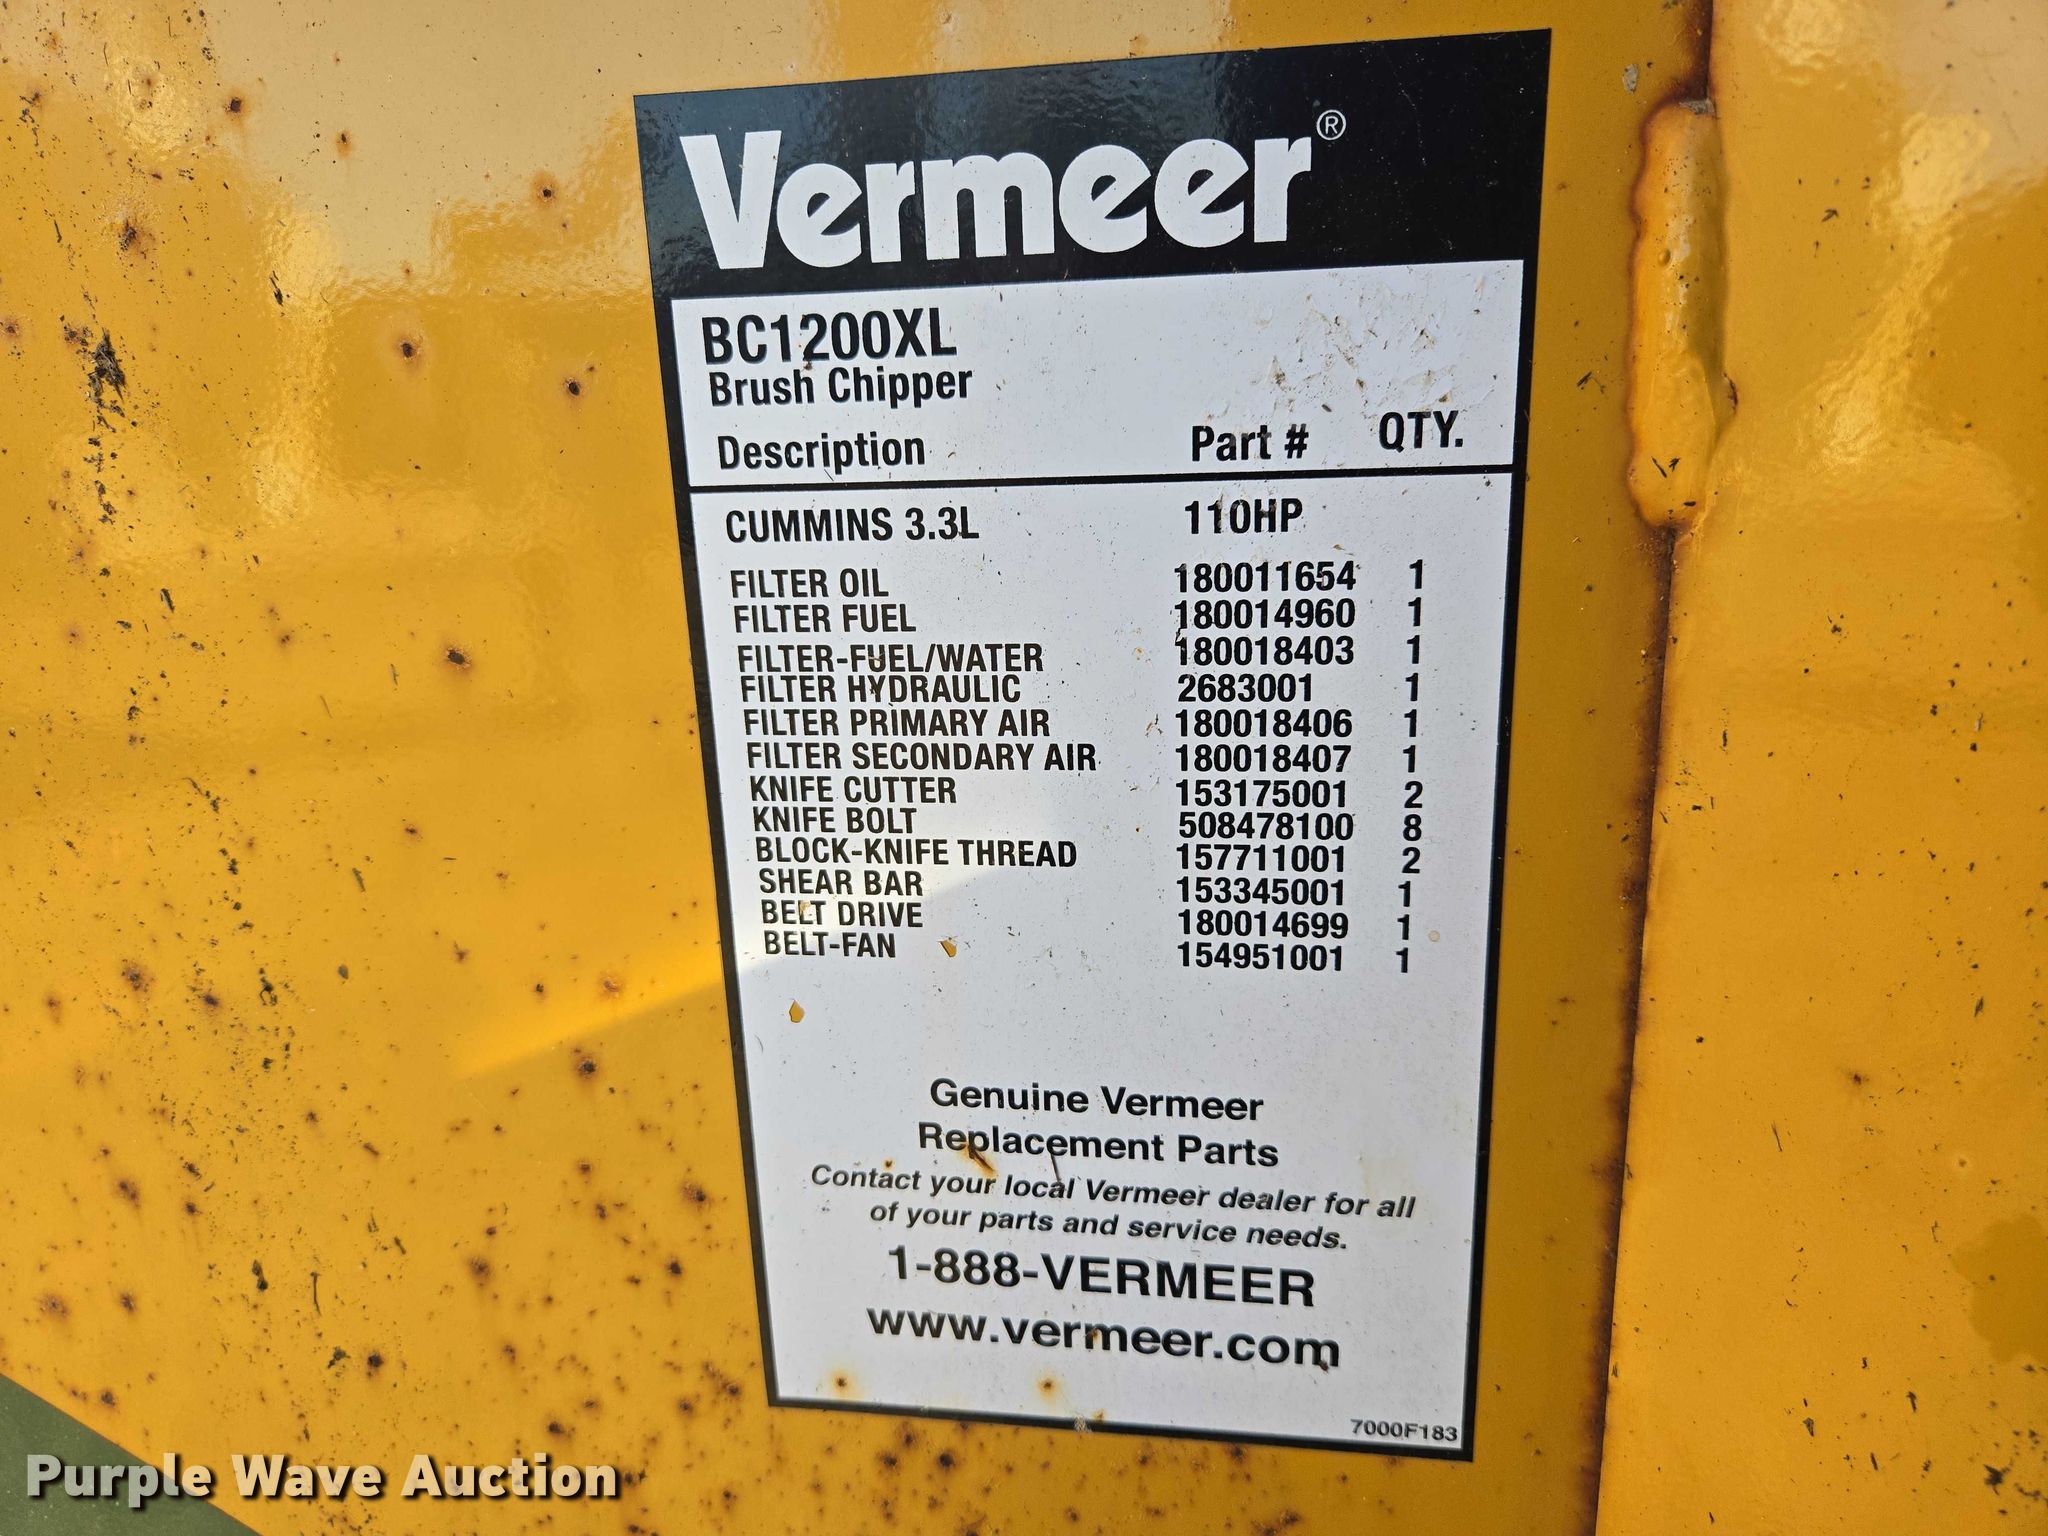 Vermeer®
BC1200XL
Brush Chipper
Description Part # QTY.
CUMMINS 3.3L 110HP
FILTER OIL 180011654 1
FILTER FUEL 180014960 1
FILTER-FUEL/WATER 180018403 1
FILTER HYDRAULIC 2683001 1
FILTER PRIMARY AIR 180018406 1
FILTER SECONDARY AIR 180018407 1
KNIFE CUTTER 153175001 2
KNIFE BOLT 508478100 8
BLOCK-KNIFE THREAD 157711001 2
SHEAR BAR 153345001 1
BELT DRIVE 180014699 1
BELT-FAN 154951001 1
Genuine Vermeer
Replacement Parts
Contact your local Vermeer dealer for all
of your parts and service needs.
1-888-VERMEER
www.vermeer.com
7000F183
Purple Wave Auction